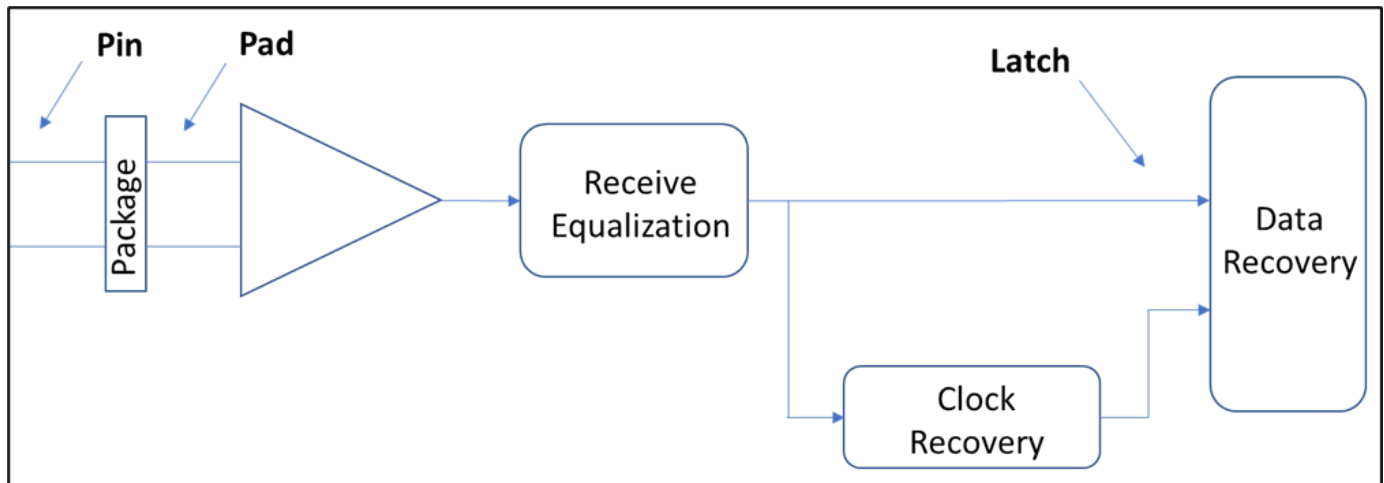 Pin
Pad
Latch
Package
Receive
Equalization
Data
Recovery
Clock
Recovery